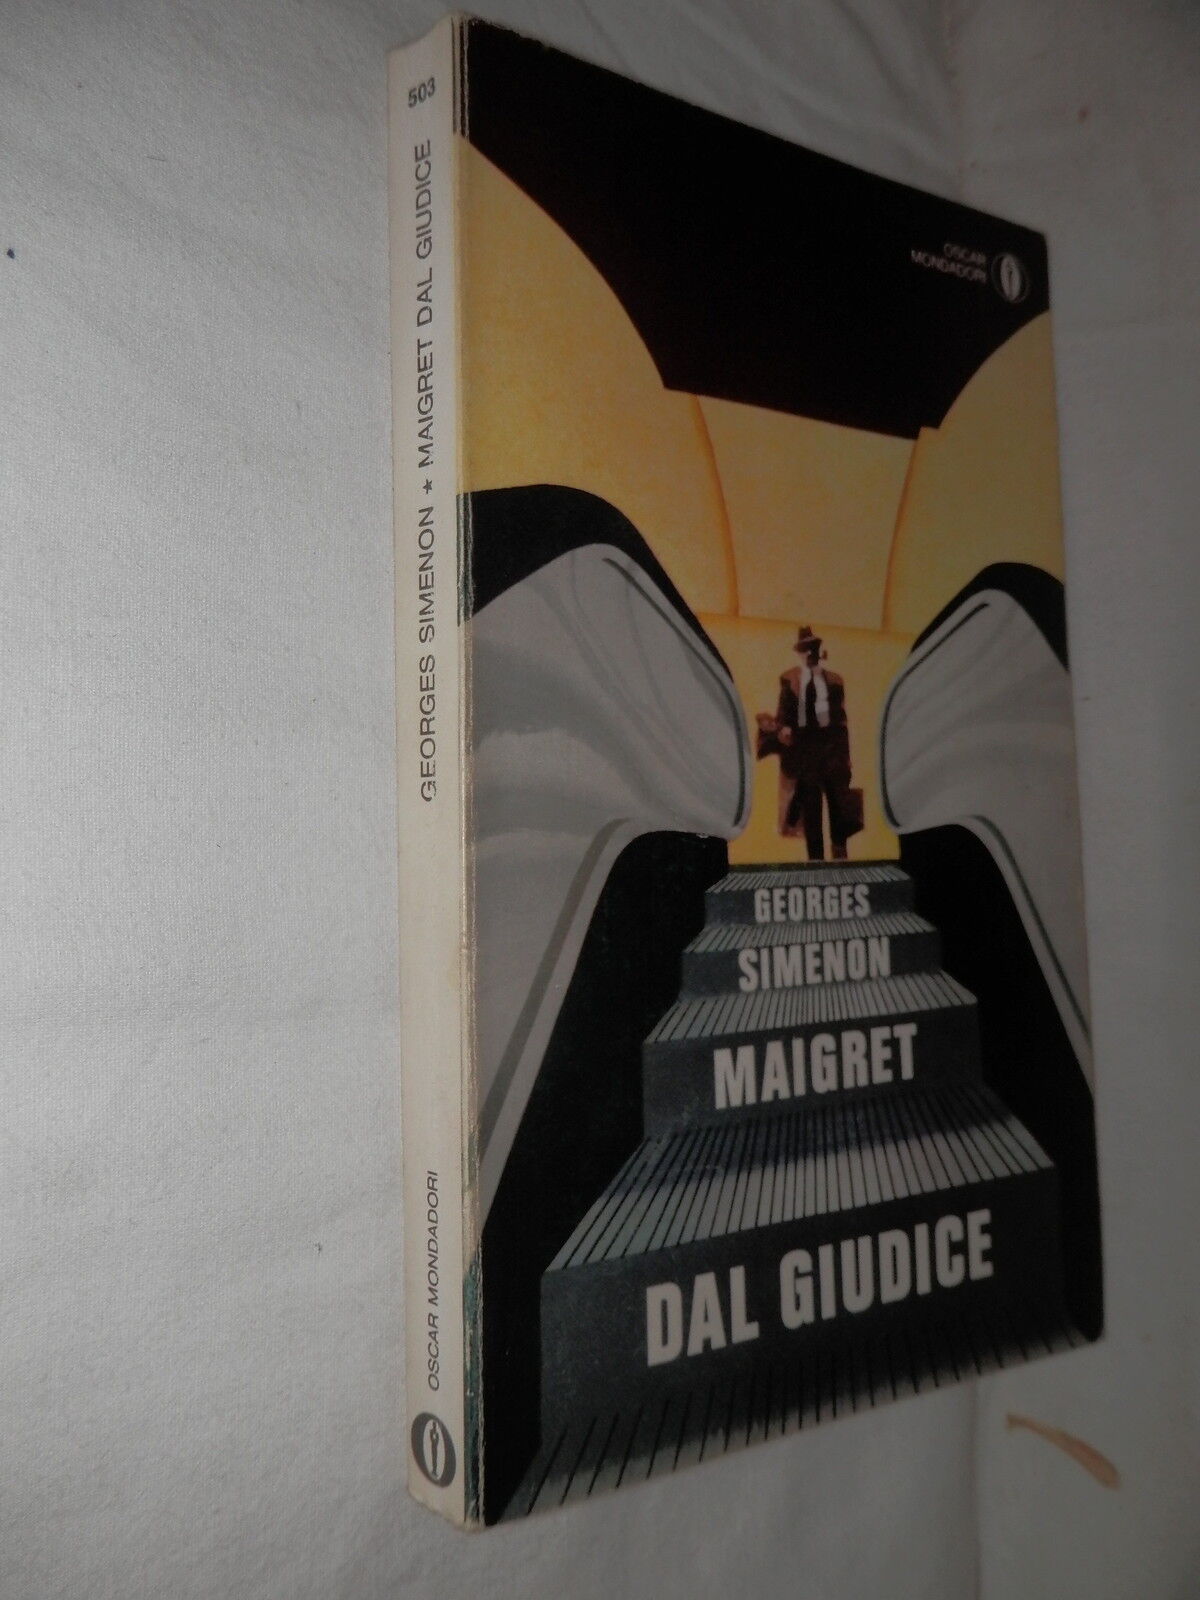 503
GEORGES SIMENON ★ MAIGRET DAL GIUDICE
OSCAR MONDADORI
OSCAR
MONDADORI
GEORGES
SIMENON
MAIGRET
DAL GIUDICE